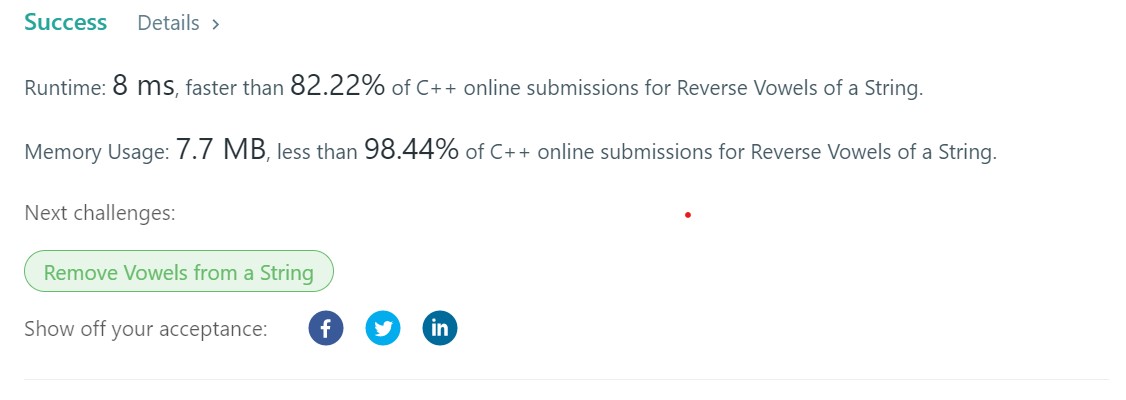 Success Details >
Runtime: 8 ms, faster than 82.22% of C++ online submissions for Reverse Vowels of a String.
Memory Usage: 7.7 MB, less than 98.44% of C++ online submissions for Reverse Vowels of a String.
Next challenges:
Remove Vowels from a String
Show off your acceptance: f in